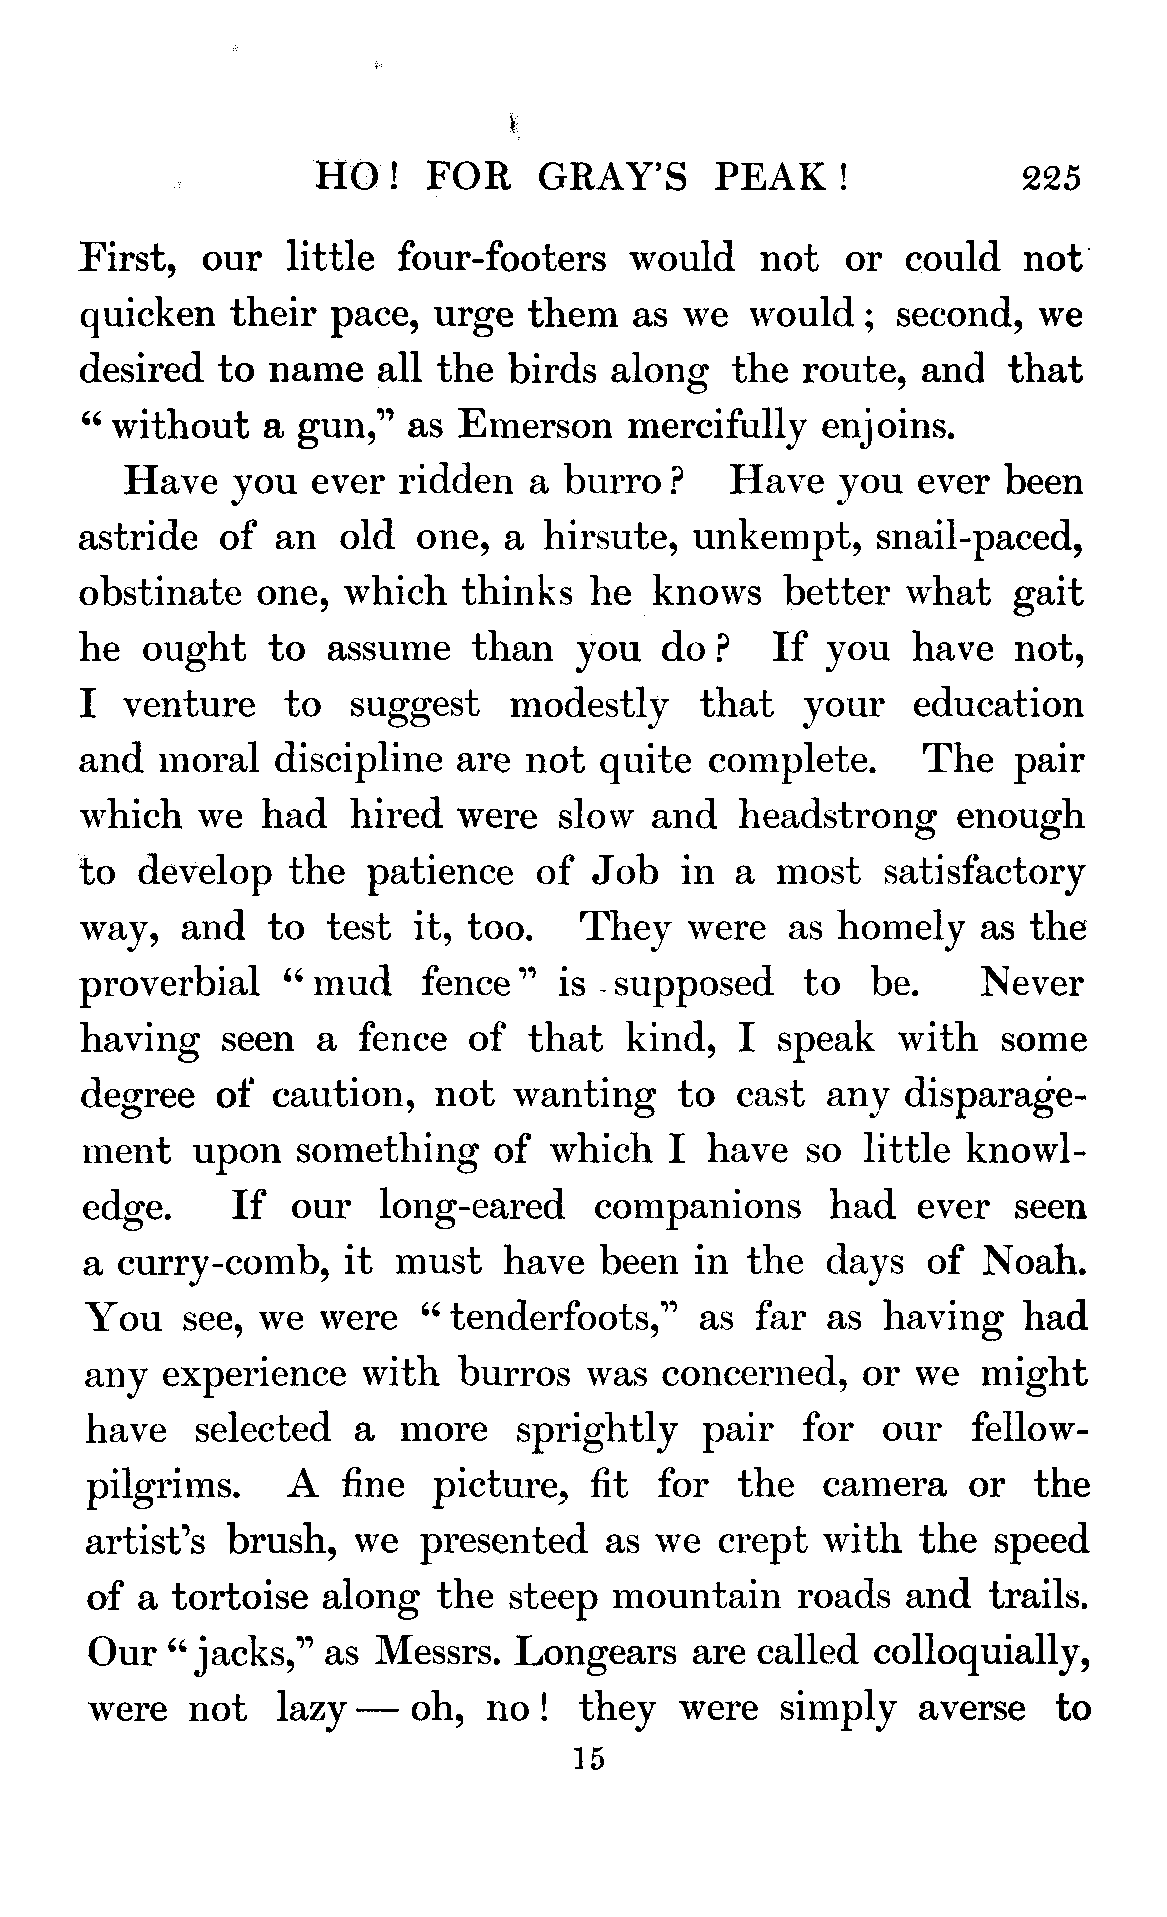 HO! FOR GRAY'S PEAK! 225
First, our little four-footers would not or could not
quicken their pace, urge them as we would; second, we
desired to name all the birds along the route, and that
"without a gun," as Emerson mercifully enjoins.
Have you ever ridden a burro? Have you ever been
astride of an old one, a hirsute, unkempt, snail-paced,
obstinate one, which thinks he knows better what gait
he ought to assume than you do? If you have not,
I venture to suggest modestly that your education
and moral discipline are not quite complete. The pair
which we had hired were slow and headstrong enough
to develop the patience of Job in a most satisfactory
way, and to test it, too. They were as homely as the
proverbial "mud fence" is supposed to be. Never
having seen a fence of that kind, I speak with some
degree of caution, not wanting to cast any disparage-
ment upon something of which I have so little knowl-
edge. If our long-eared companions had ever seen
a curry-comb, it must have been in the days of Noah.
You see, we were "tenderfoots," as far as having had
any experience with burros was concerned, or we might
have selected a more sprightly pair for our fellow-
pilgrims. A fine picture, fit for the camera or the
artist's brush, we presented as we crept with the speed
of a tortoise along the steep mountain roads and trails.
Our "jacks," as Messrs. Longears are called colloquially,
were not lazy — oh, no! they were simply averse to
15